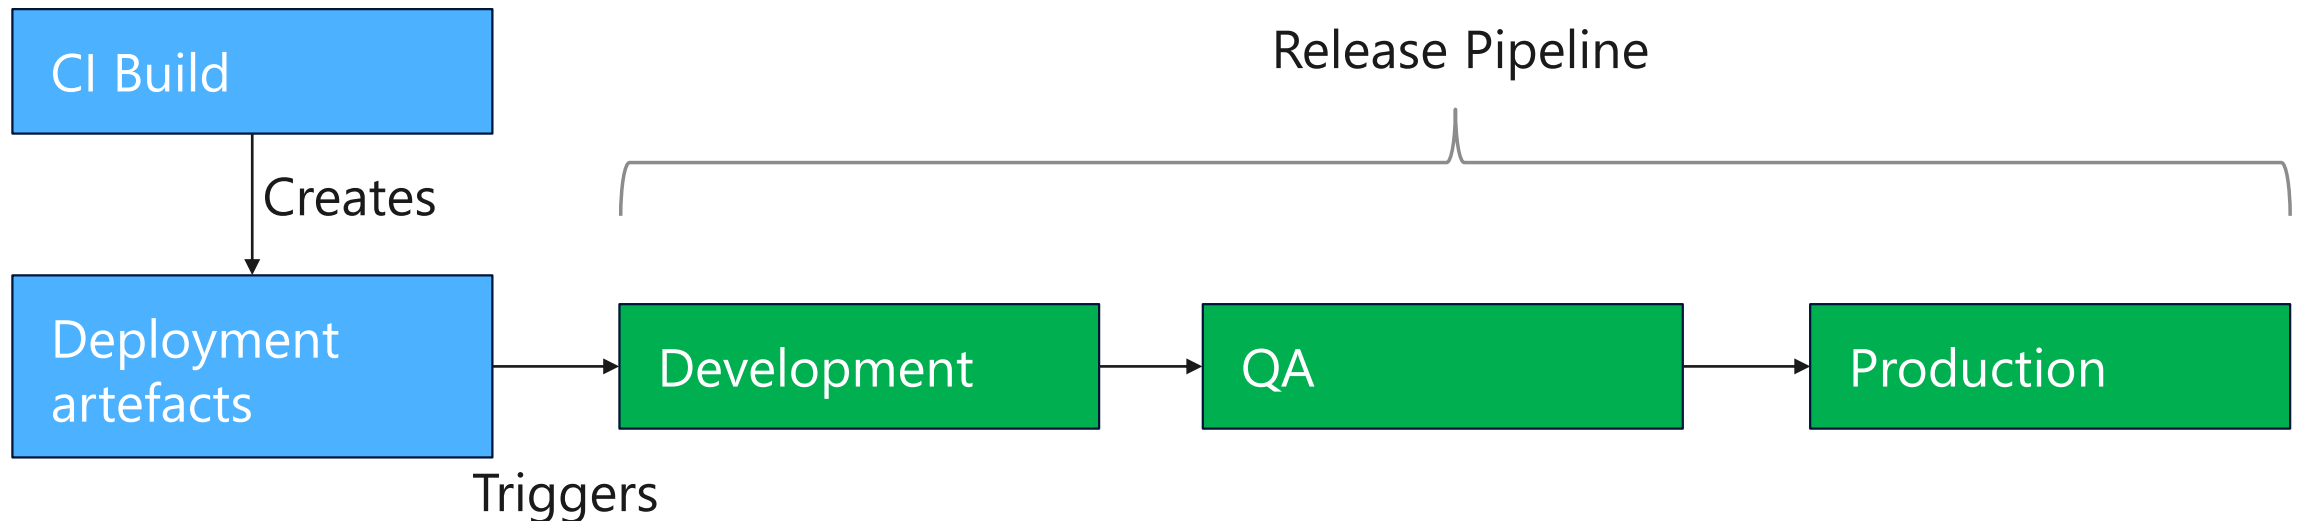 CI Build
Release Pipeline
Creates
Deployment
artefacts
Development
QA
Production
Triggers